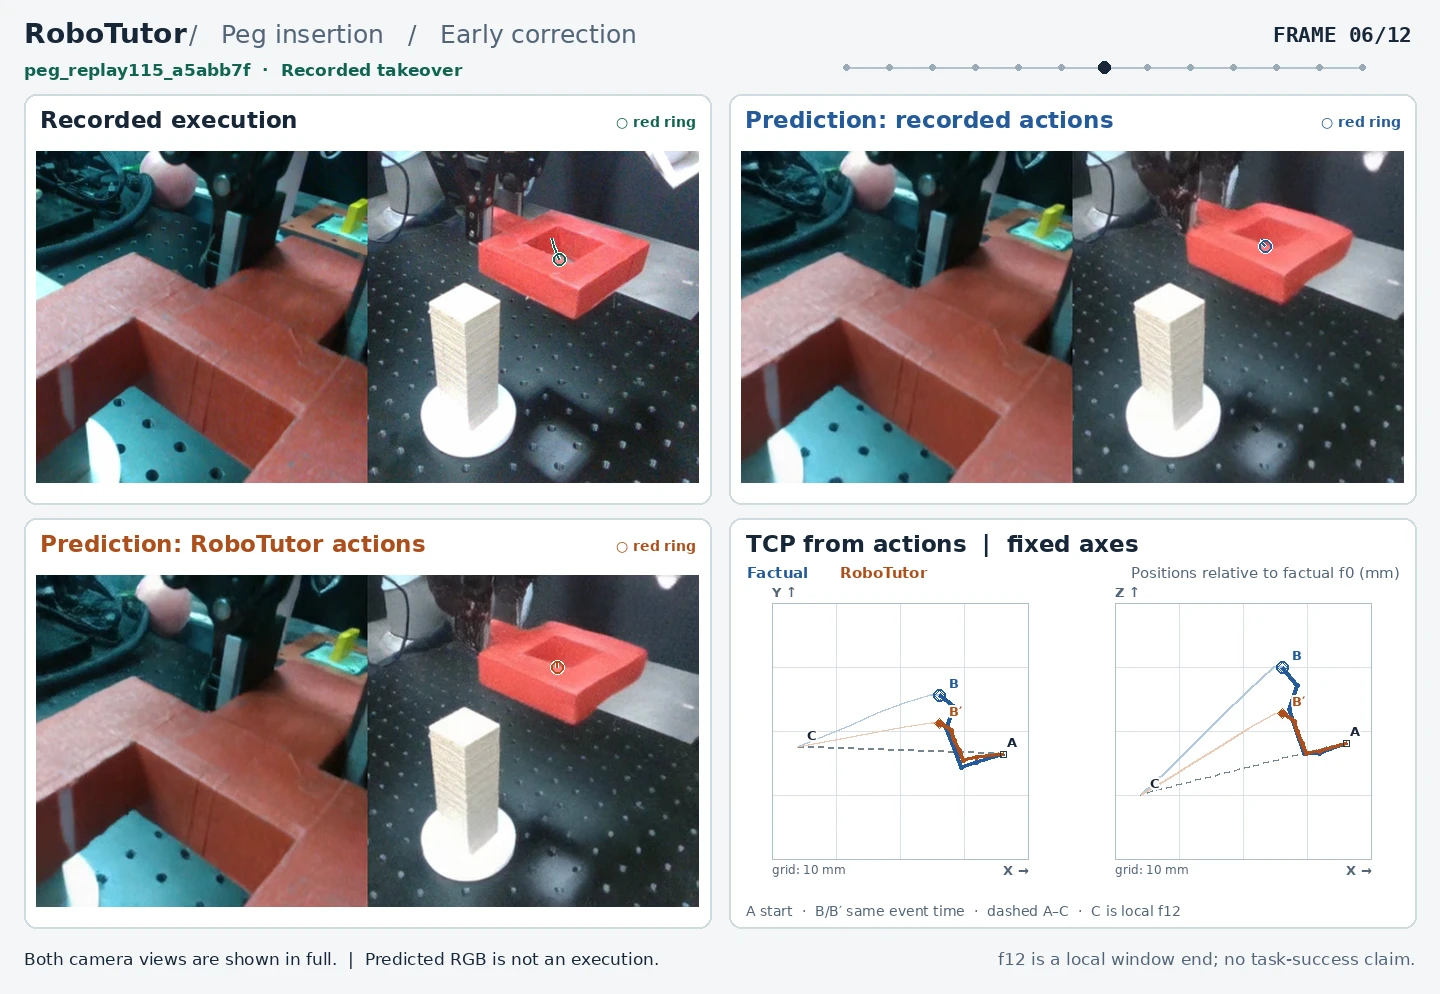 RoboTutor / Peg insertion / Early correction
FRAME 06/12
peg_replay115_a5abb7f · Recorded takeover
Recorded execution
○ red ring
Prediction: recorded actions
○ red ring
Prediction: RoboTutor actions
○ red ring
TCP from actions | fixed axes
Factual RoboTutor
Positions relative to factual f0 (mm)
Y ↑
B
B′
C
A
grid: 10 mm
X →
Z ↑
B
B′
A
C
grid: 10 mm
X →
A start · B/B′ same event time · dashed A–C · C is local f12
Both camera views are shown in full. | Predicted RGB is not an execution.
f12 is a local window end; no task-success claim.